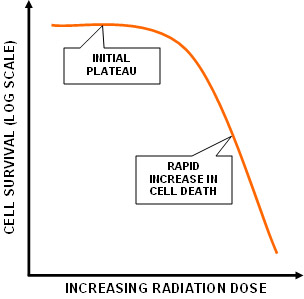 INITIAL
PLATEAU
RAPID
INCREASE IN
CELL DEATH
CELL SURVIVAL (LOG SCALE)
INCREASING RADIATION DOSE